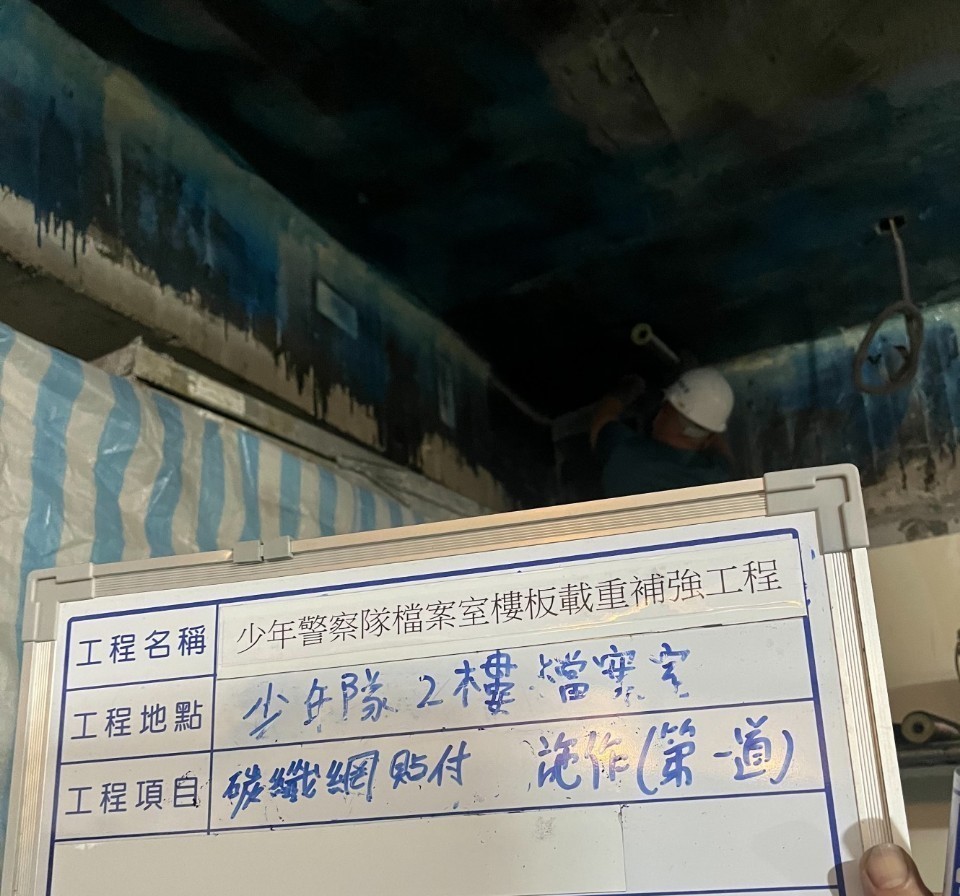 工程名稱 少年警察隊檔案室樓板載重補強工程
工程地點 少年隊2樓檔案室
工程項目 碳纖網貼付 施作(第一道)